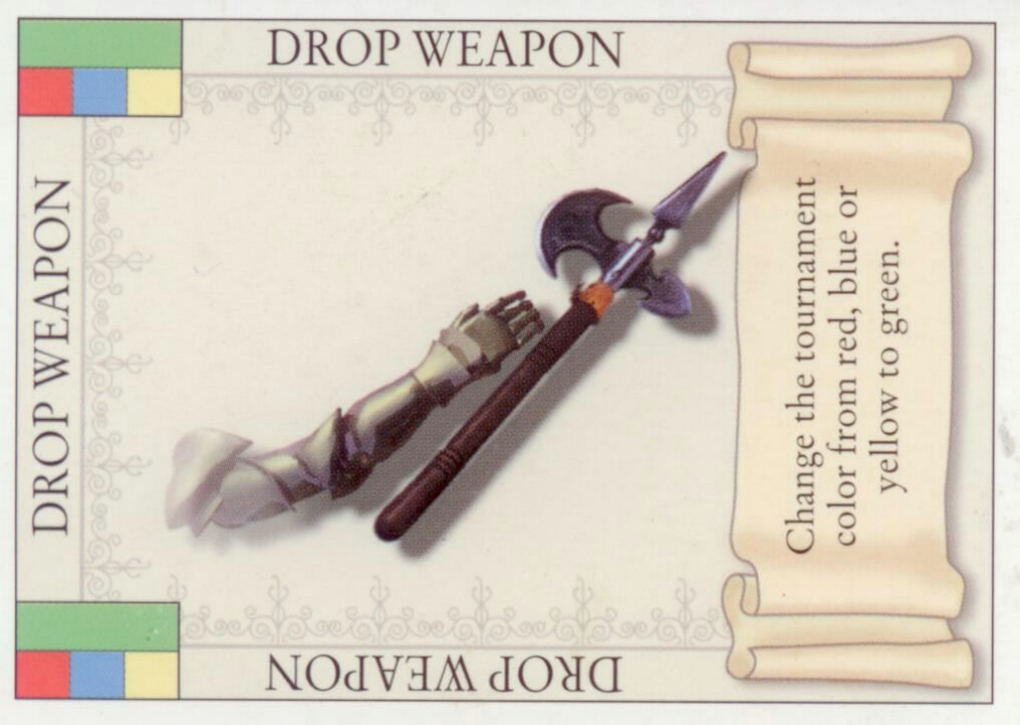 DROP WEAPON
DROP WEAPON
DROP WEAPON
Change the tournament
color from red, blue or
yellow to green.